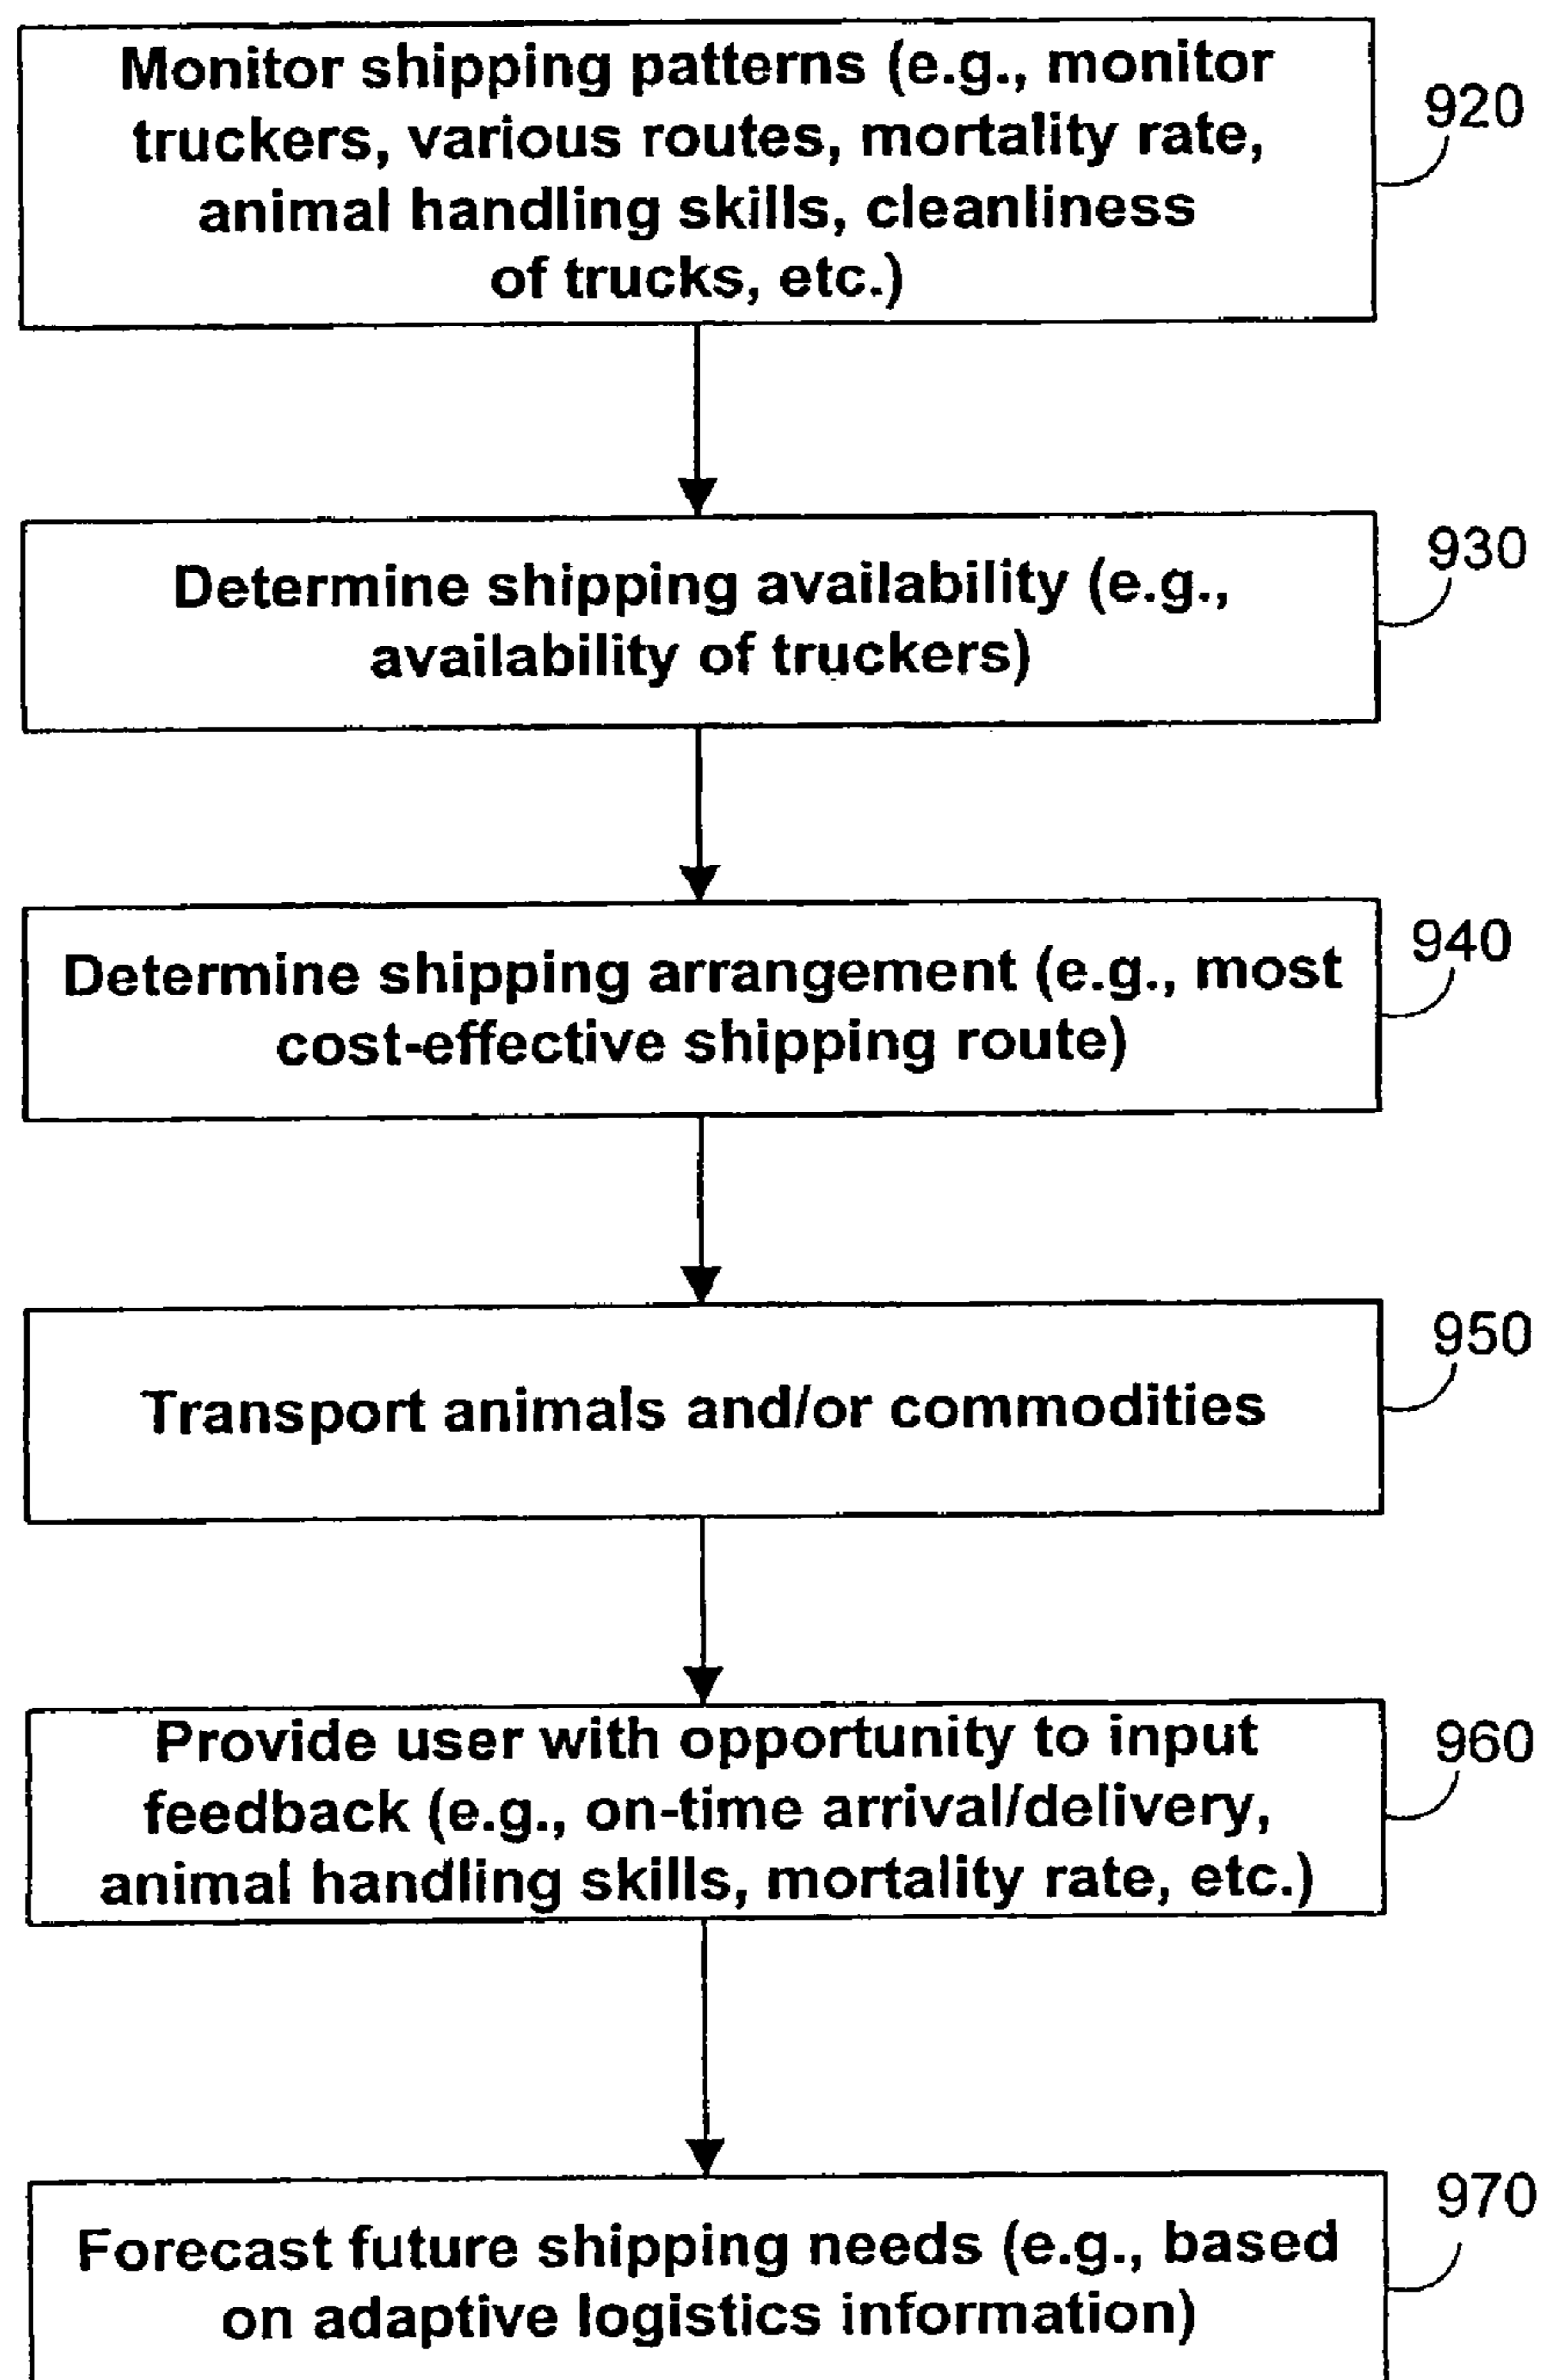 Monitor shipping patterns (e.g., monitor
truckers, various routes, mortality rate,
animal handling skills, cleanliness
of trucks, etc.)
920
Determine shipping availability (e.g.,
availability of truckers)
930
Determine shipping arrangement (e.g., most
cost-effective shipping route)
940
Transport animals and/or commodities
950
Provide user with opportunity to input
feedback (e.g., on-time arrival/delivery,
animal handling skills, mortality rate, etc.)
960
Forecast future shipping needs (e.g., based
on adaptive logistics information)
970